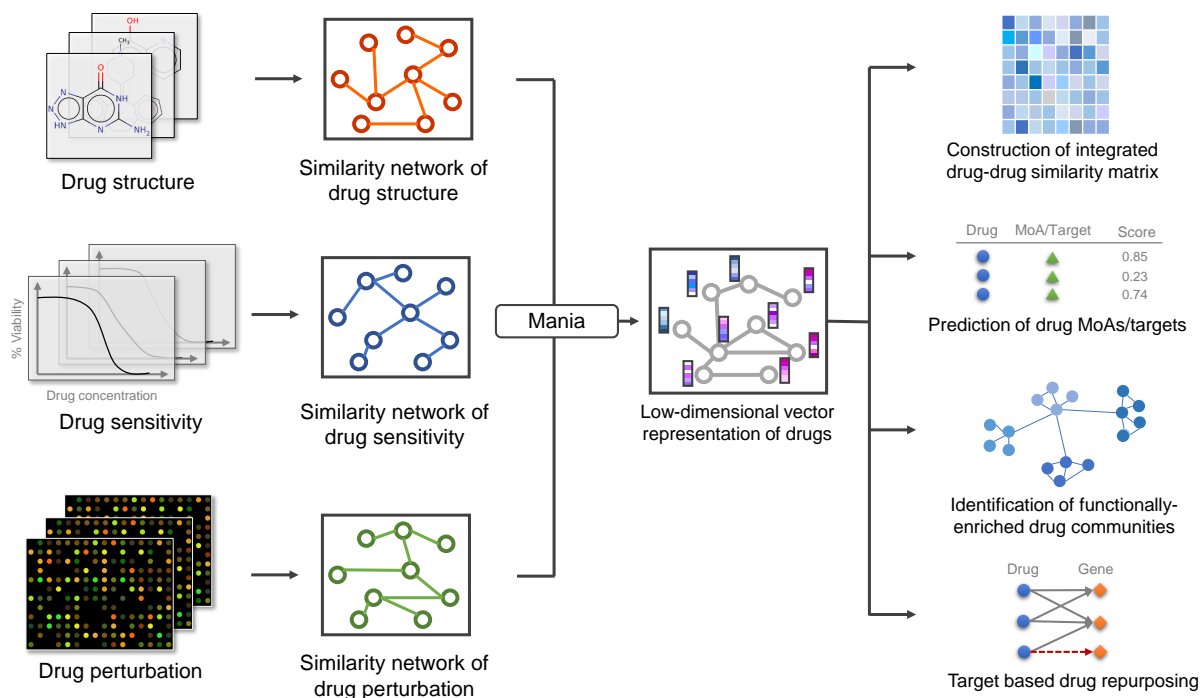 OH
CH3
O
N
N
HN
NH
N
NH2
Drug structure
Similarity network of
drug structure
% Viability
Drug concentration
Drug sensitivity
Similarity network of
drug sensitivity
Drug perturbation
Similarity network of
drug perturbation
Mania
Low-dimensional vector
representation of drugs
Construction of integrated
drug-drug similarity matrix
Drug MoA/Target Score
0.85
0.23
0.74
Prediction of drug MoAs/targets
Identification of functionally-
enriched drug communities
Drug Gene
Target based drug repurposing